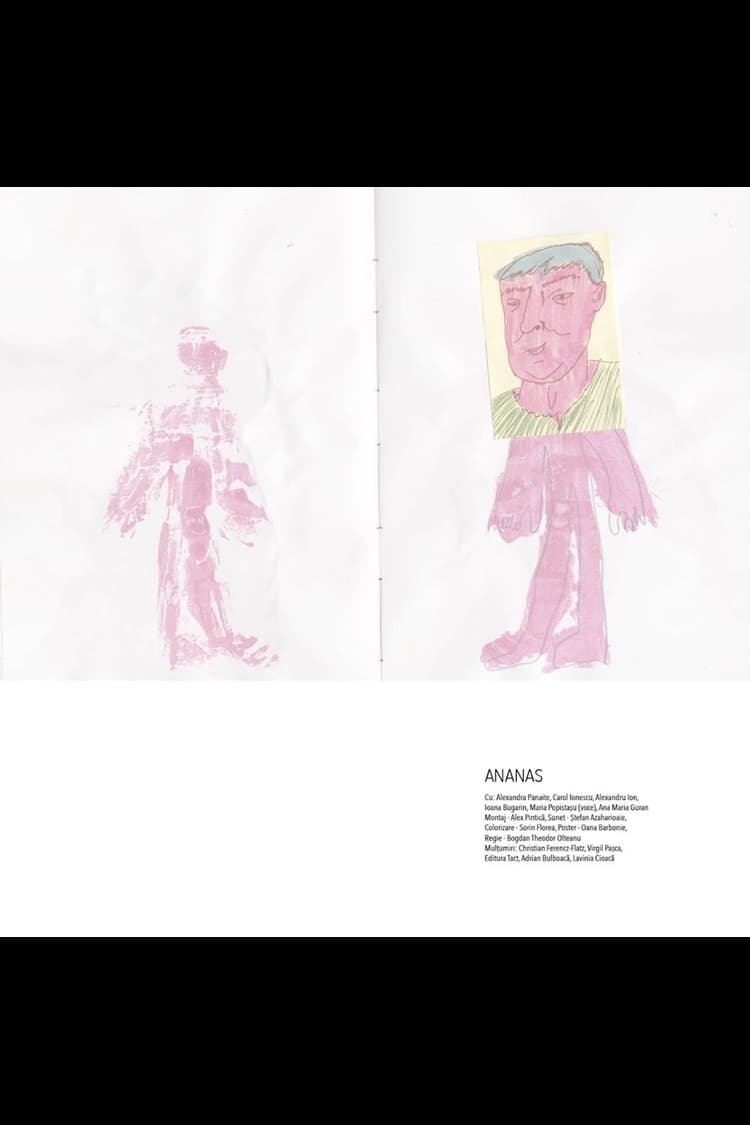 ANANAS
Cu: Alexandra Panaite, Carol Ionescu, Alexandru Ion,
Ioana Bugarin, Maria Popistașu (voce), Ana Maria Guran
Montaj - Alex Pintică, Sunet - Ștefan Azaharioaie,
Colorizare - Sorin Florea, Poster - Oana Barbonie,
Regie - Bogdan Theodor Olteanu
Mulțumiri: Christian Ferencz-Flatz, Virgil Pașca,
Editura Tact, Adrian Bulboacă, Lavinia Cioacă